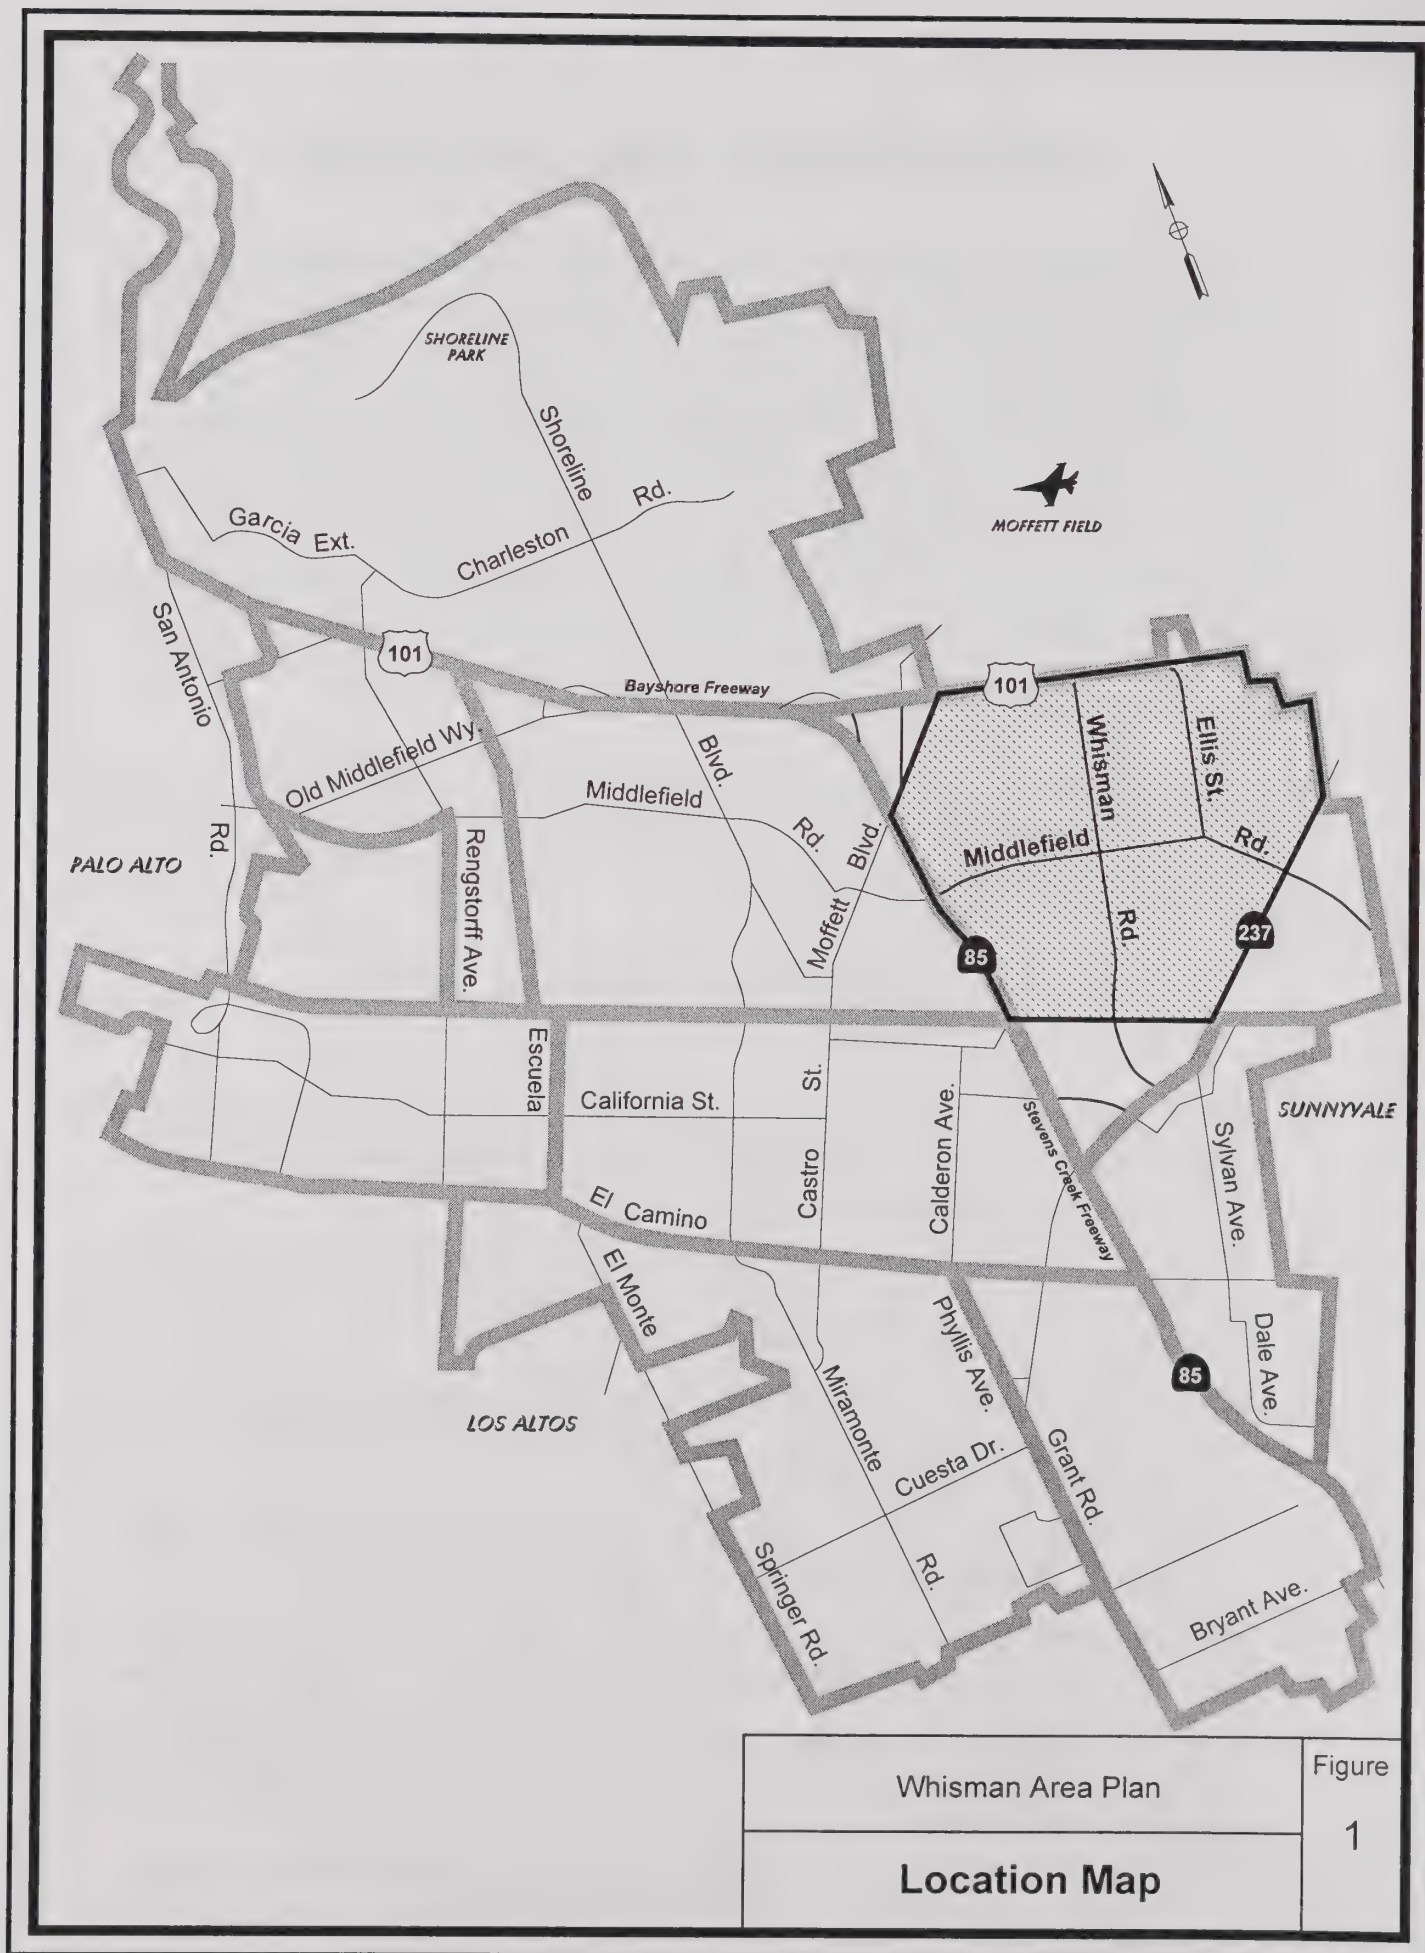 SHORELINE
PARK
Shoreline
Rd.
MOFFETT FIELD
Garcia Ext.
Charleston
San Antonio
101
Bayshore Freeway
101
Whisman
Ellis St.
Old Middlefield Wy.
Blvd.
Middlefield
Rd.
Blvd.
Middlefield
Rd.
Rd.
PALO ALTO
Rengstorff Ave.
Moffett
Rd.
237
85
Escuela
California St.
St.
Calderon Ave.
Stevens Creek Freeway
SUNNYVALE
Sylvan Ave.
Castro
El Camino
El Monte
Phyllis Ave.
Dale Ave.
85
LOS ALTOS
Miramonte
Cuesta Dr.
Grant Rd.
Springer Rd.
Rd.
Bryant Ave.
Whisman Area Plan
Figure
1
Location Map